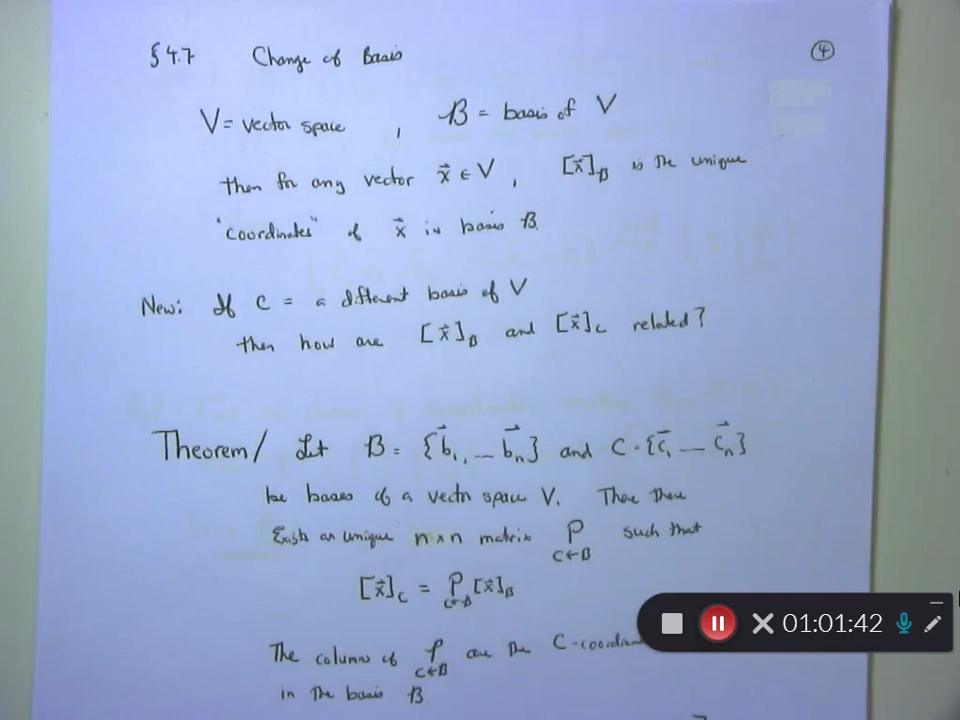 § 4.7 Change of Basis ④
V = vector space , B = basis of V
then for any vector x⃗ ∈ V , [x⃗]_B is the unique
"coordinates" of x⃗ in basis B.
New: If C = a different basis of V
then how are [x⃗]_B and [x⃗]_C related?
Theorem/ Let B = {b⃗₁, ... b⃗ₙ} and C = {c⃗₁ ... c⃗ₙ}
be bases of a vector space V. Then there
Exists an unique n × n matrix P_{C←B} such that
[x⃗]_C = P_{C←B} [x⃗]_B
The columns of P_{C←B} are the C-coordina
in the basis B.
01:01:42